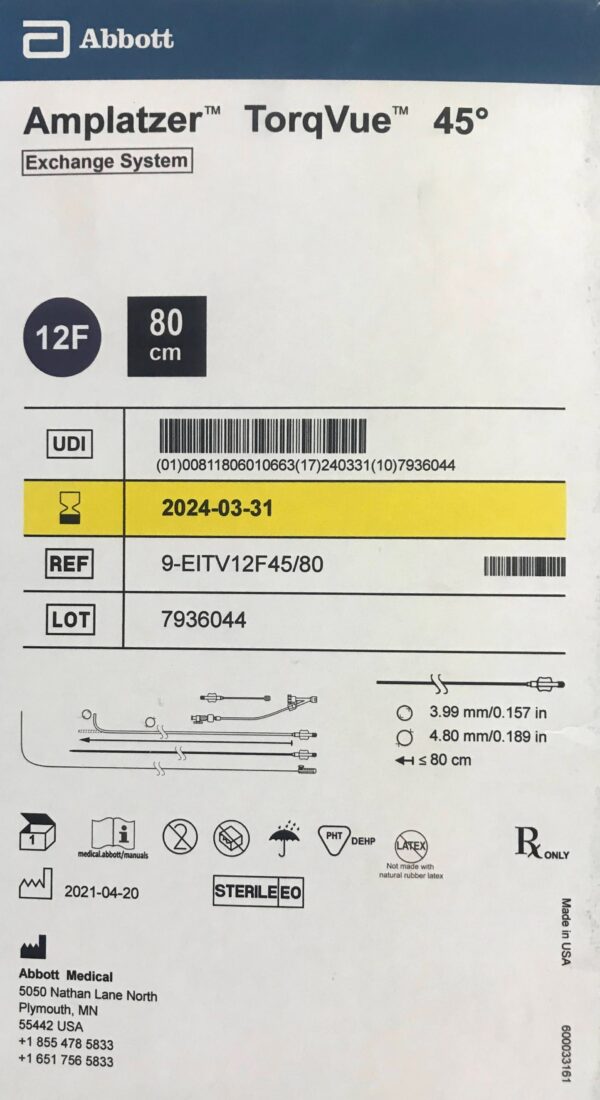 Abbott
Amplatzer™ TorqVue™ 45°
Exchange System
12F
80
cm
UDI
(01)00811806010663(17)240331(10)7936044
2024-03-31
REF
9-EITV12F45/80
LOT
7936044
3.99 mm/0.157 in
4.80 mm/0.189 in
≤ 80 cm
1
i
medical.abbott/manuals
2
PHT
DEHP
LATEX
Not made with
natural rubber latex
Rx ONLY
2021-04-20
STERILE EO
Made in USA
Abbott Medical
5050 Nathan Lane North
Plymouth, MN
55442 USA
+1 855 478 5833
+1 651 756 5833
600033161